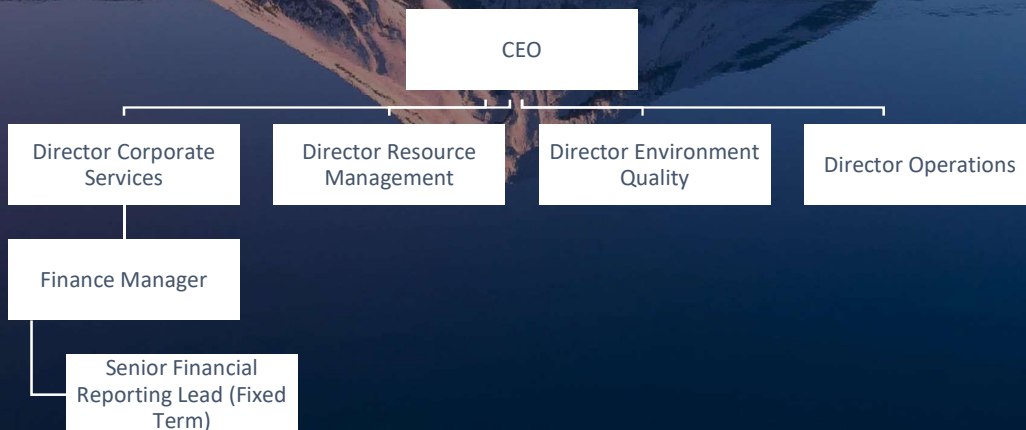 CEO
Director Corporate
Services
Director Resource
Management
Director Environment
Quality
Director Operations
Finance Manager
Senior Financial
Reporting Lead (Fixed
Term)